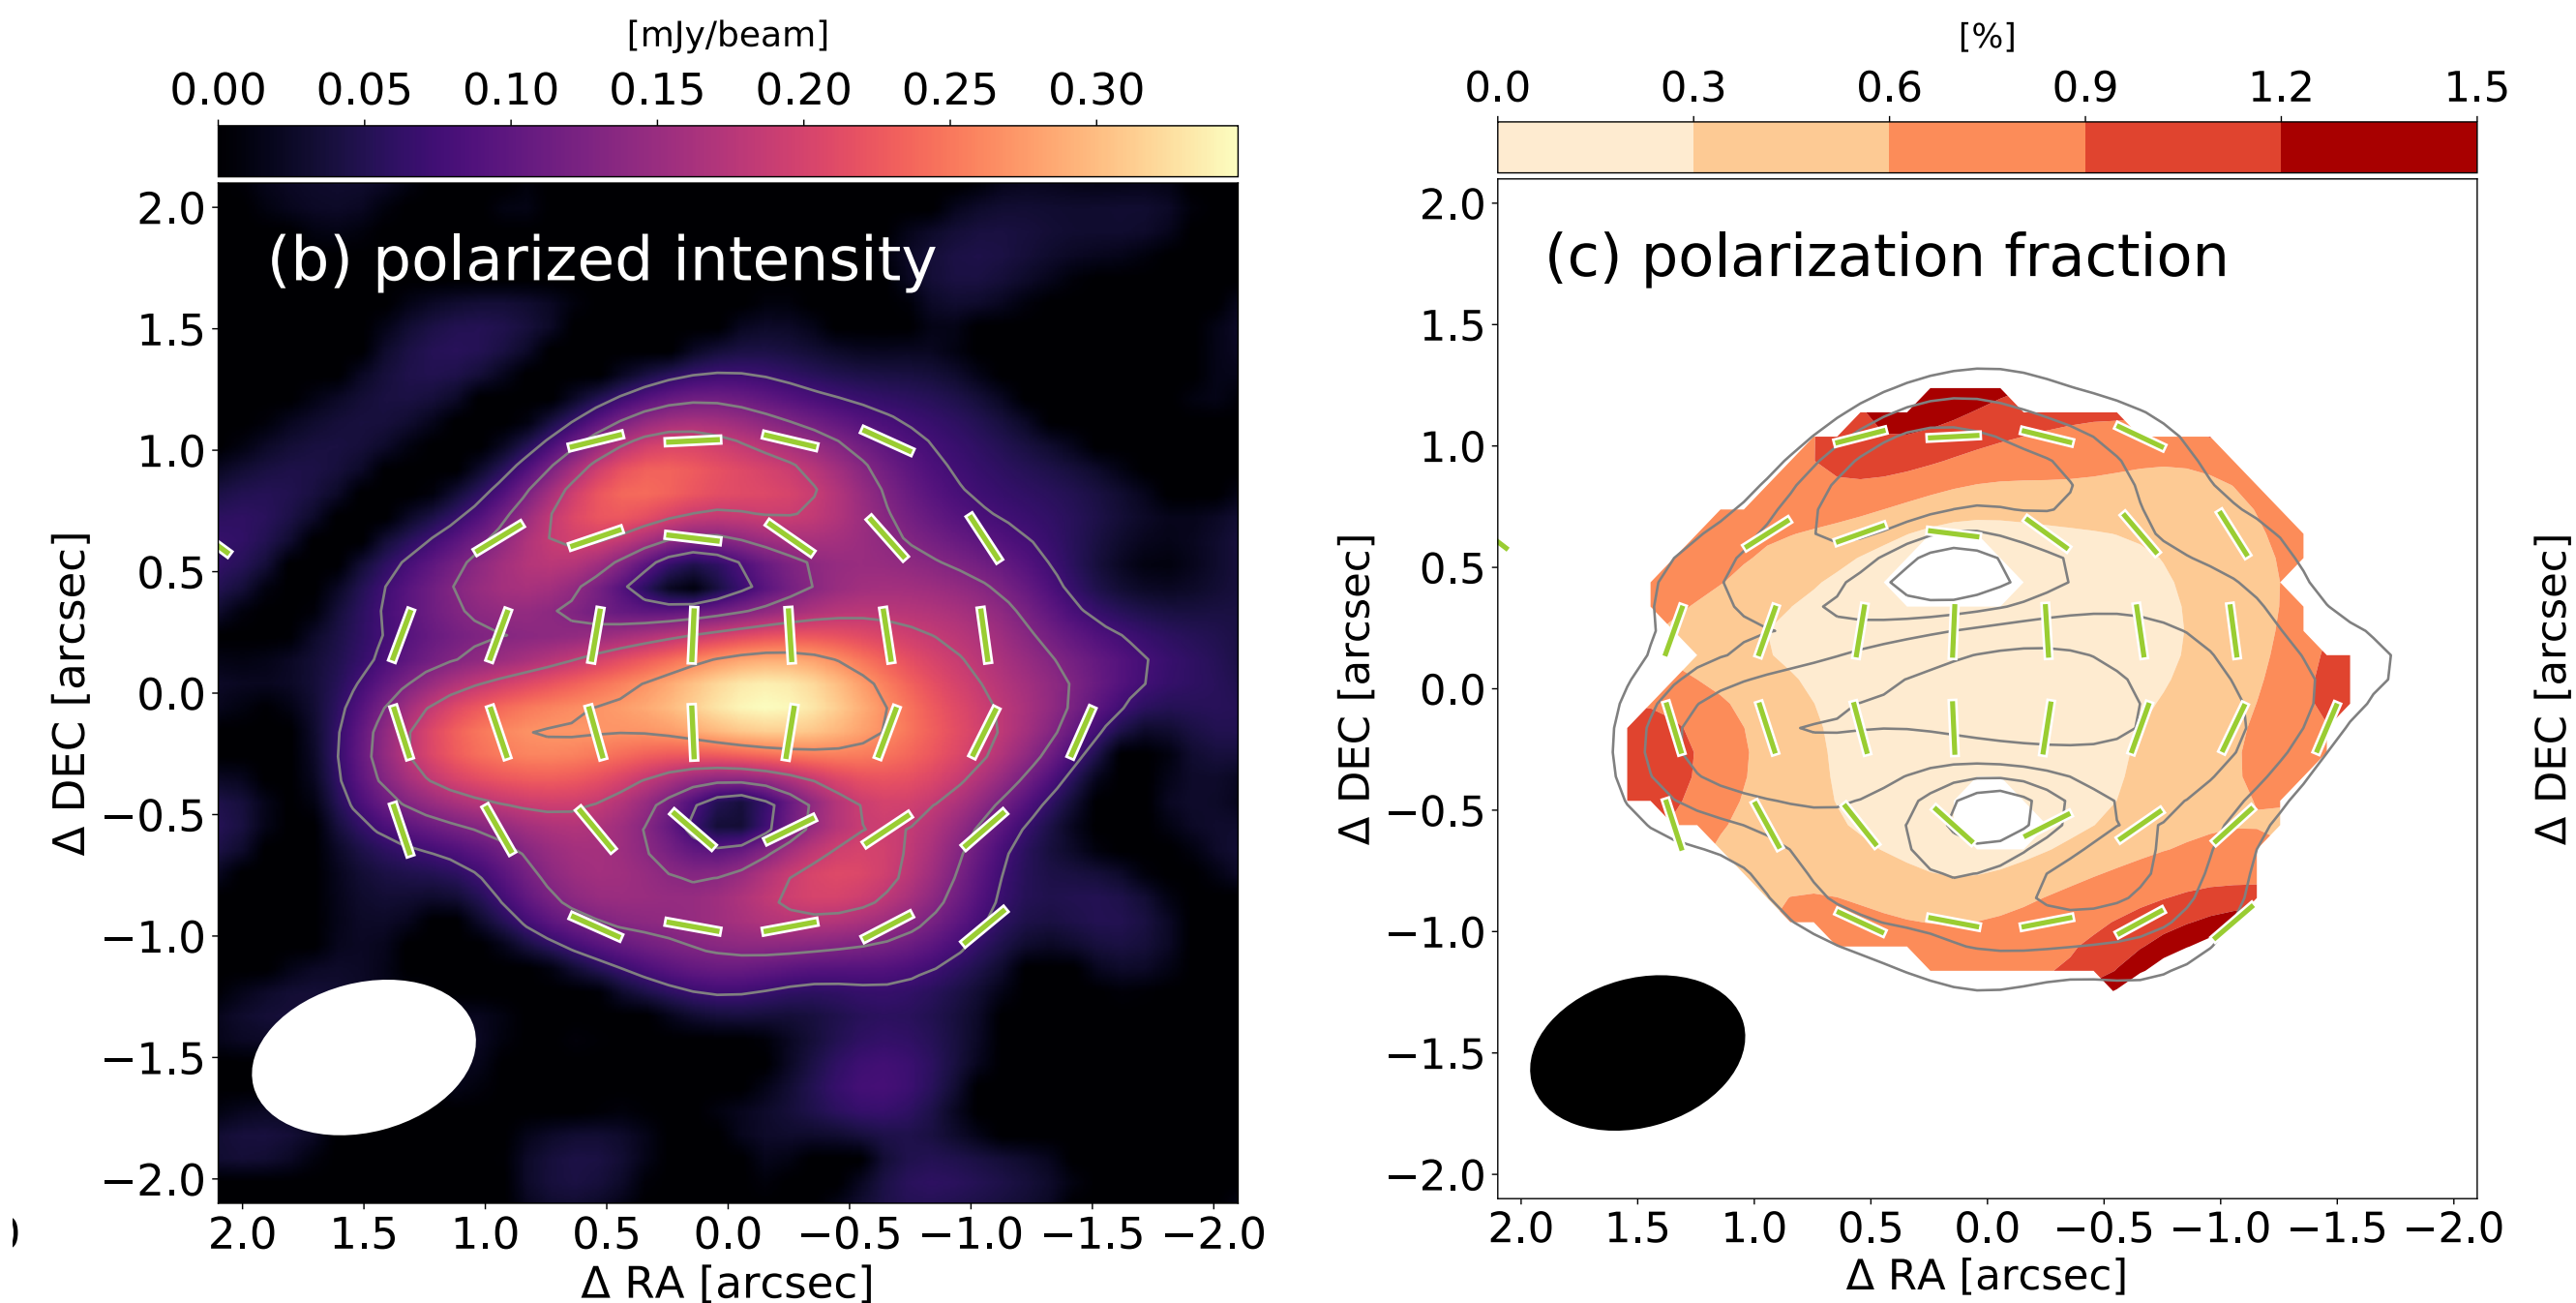 [mJy/beam]
0.00 0.05 0.10 0.15 0.20 0.25 0.30
(b) polarized intensity
2.0
1.5
1.0
0.5
0.0
−0.5
−1.0
−1.5
−2.0
Δ DEC [arcsec]
2.0 1.5 1.0 0.5 0.0 −0.5 −1.0 −1.5 −2.0
Δ RA [arcsec]
[%]
0.0 0.3 0.6 0.9 1.2 1.5
(c) polarization fraction
2.0
1.5
1.0
0.5
0.0
−0.5
−1.0
−1.5
−2.0
Δ DEC [arcsec]
2.0 1.5 1.0 0.5 0.0 −0.5 −1.0 −1.5 −2.0
Δ RA [arcsec]
Δ DEC [arcsec]